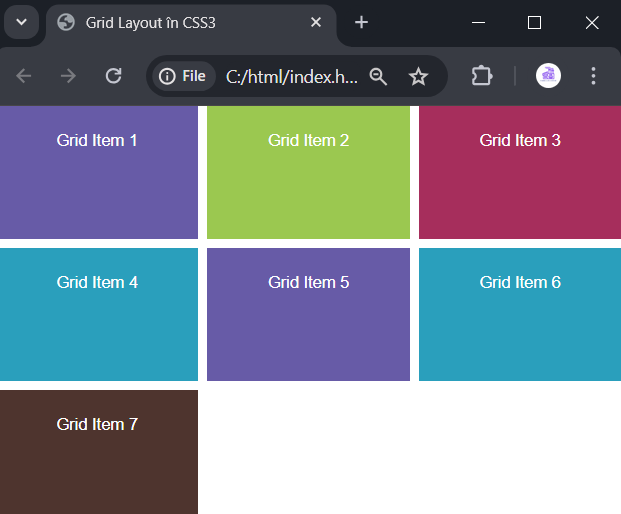 Grid Layout în CSS3
File C:/html/index.h...
Grid Item 1
Grid Item 2
Grid Item 3
Grid Item 4
Grid Item 5
Grid Item 6
Grid Item 7